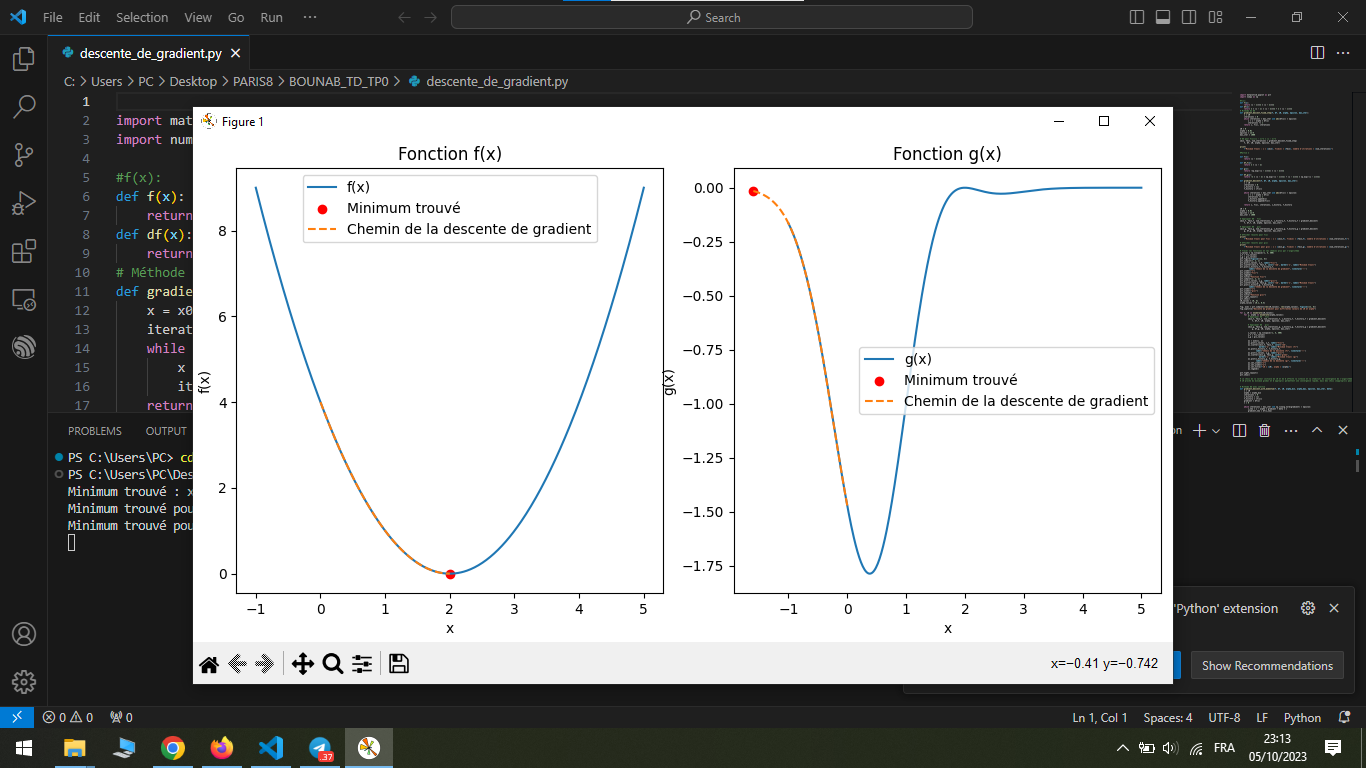 File Edit Selection View Go Run ··· Search
descente_de_gradient.py
C: > Users > PC > Desktop > PARIS8 > BOUNAB_TD_TP0 > descente_de_gradient.py
1
2 import mat
3 import num
4
5 #f(x):
6 def f(x):
7 return
8 def df(x):
9 return
10 # Méthode
11 def gradie
12 x = x0
13 iterat
14 while
15 x
16 it
17 return
Figure 1
Fonction f(x)
f(x)
Minimum trouvé
Chemin de la descente de gradient
8
6
4
2
0
f(x)
−1 0 1 2 3 4 5
x
Fonction g(x)
0.00
−0.25
−0.50
−0.75
−1.00
−1.25
−1.50
−1.75
g(x)
g(x)
Minimum trouvé
Chemin de la descente de gradient
−1 0 1 2 3 4 5
x
x=−0.41 y=−0.742
PROBLEMS OUTPUT
on
PS C:\Users\PC> cd
PS C:\Users\PC\Des
Minimum trouvé : x
Minimum trouvé pou
Minimum trouvé pou
'Python' extension
Show Recommendations
0 0 0
Ln 1, Col 1 Spaces: 4 UTF-8 LF Python
37
FRA
23:13
05/10/2023